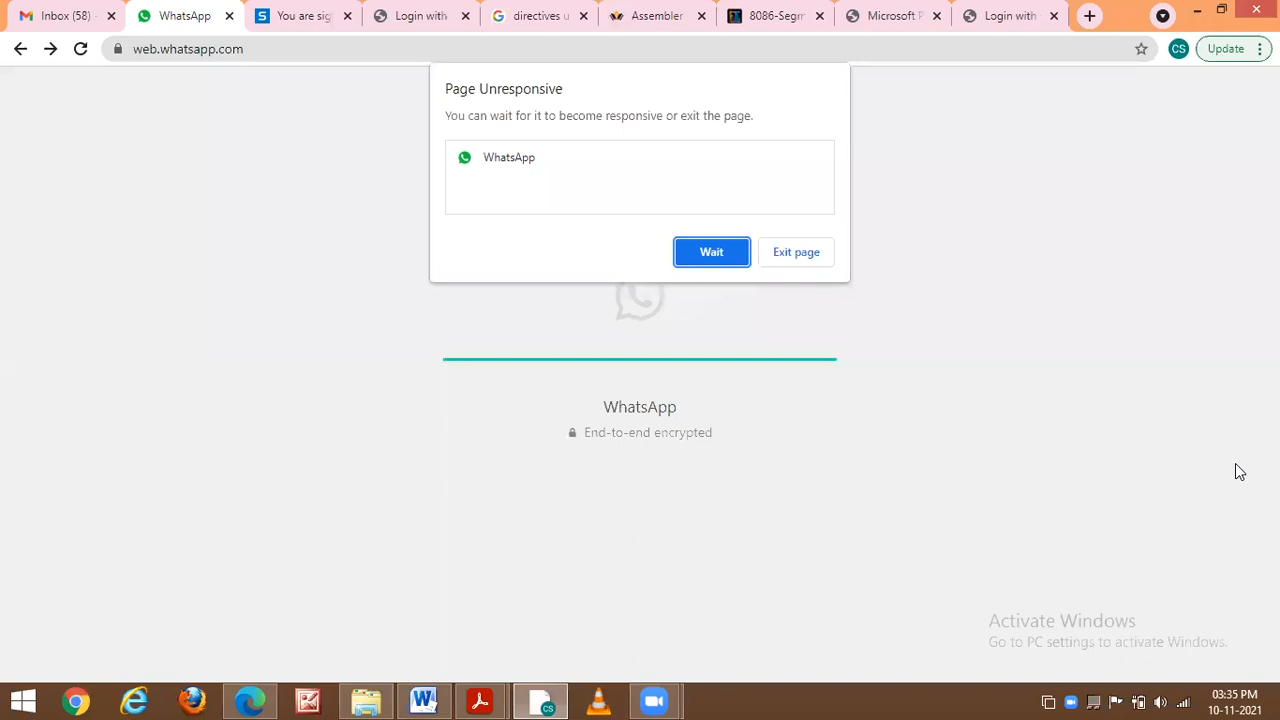 Inbox (58)
WhatsApp
You are sig
Login with
directives u
Assembler
8086-Segm
Microsoft P
Login with
web.whatsapp.com
CS
Update
Page Unresponsive
You can wait for it to become responsive or exit the page.
WhatsApp
Wait
Exit page
WhatsApp
End-to-end encrypted
Activate Windows
Go to PC settings to activate Windows.
CS
03:35 PM
10-11-2021